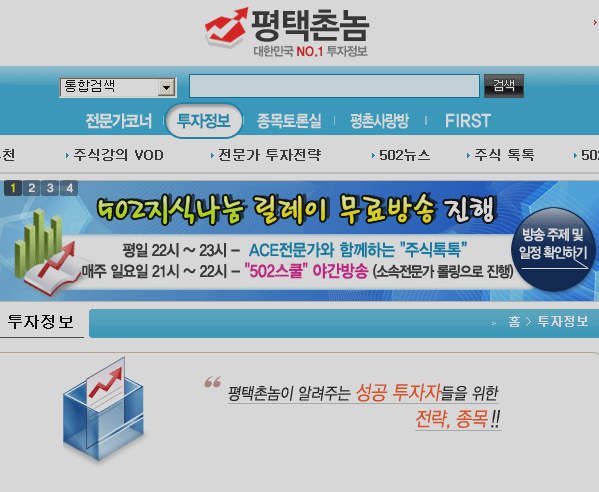 평택촌놈
대한민국 NO.1 투자정보
통합검색
검색
전문가코너
투자정보
종목토론실
평촌사랑방
FIRST
천
주식강의 VOD
전문가 투자전략
502뉴스
주식 톡톡
50
1 2 3 4
502지식나눔 릴레이 무료방송 진행
평일 22시 ~ 23시 - ACE전문가와 함께하는 "주식톡톡"
매주 일요일 21시 ~ 22시 - "502스쿨" 야간방송 (소속전문가 롤링으로 진행)
방송 주제 및
일정 확인하기
투자정보
홈 > 투자정보
“ 평택촌놈이 알려주는 성공 투자자들을 위한
전략, 종목 !!